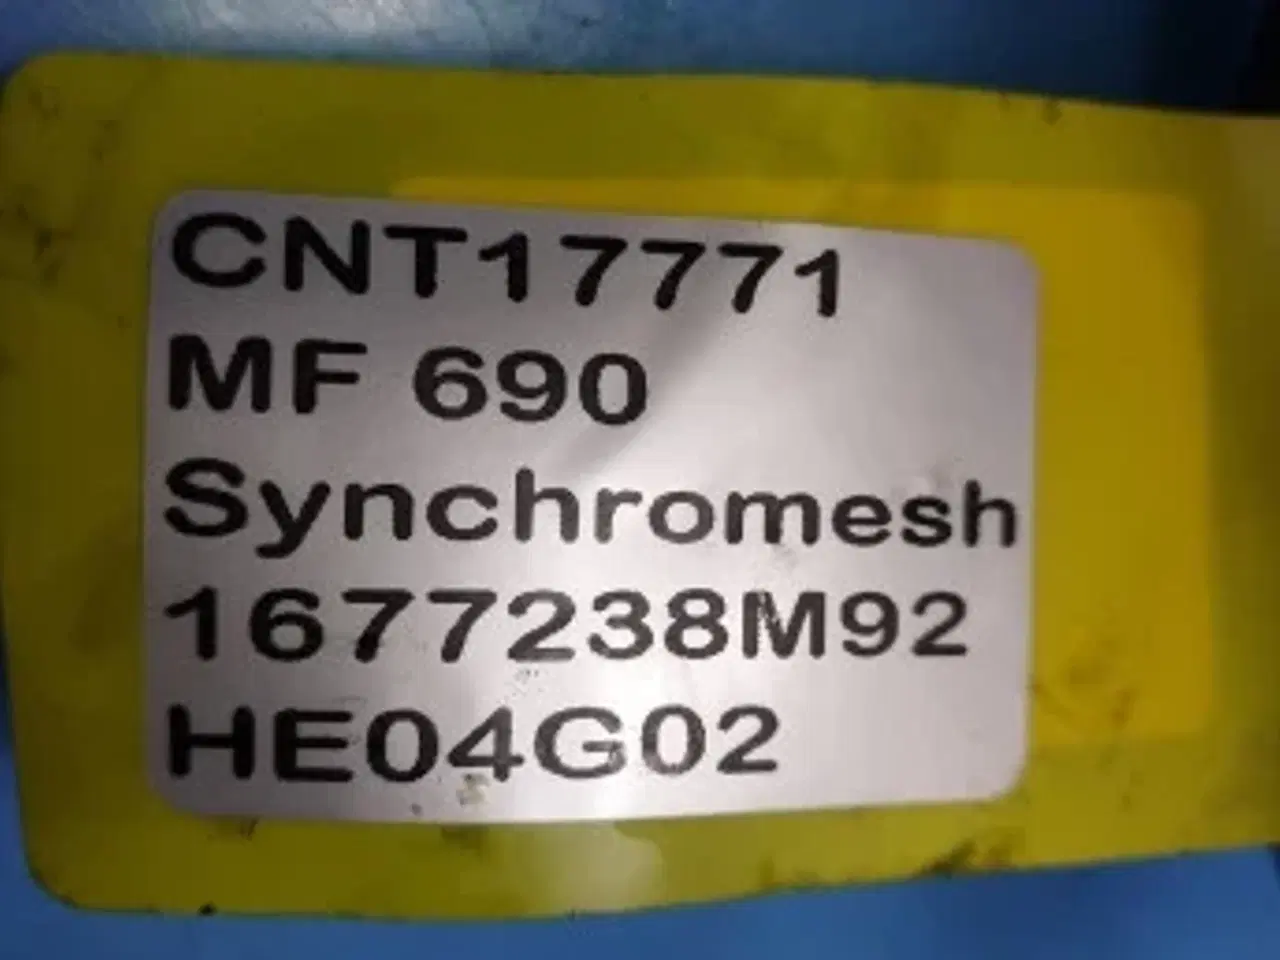 CNT17771
MF 690
Synchromesh
1677238M92
HE04G02